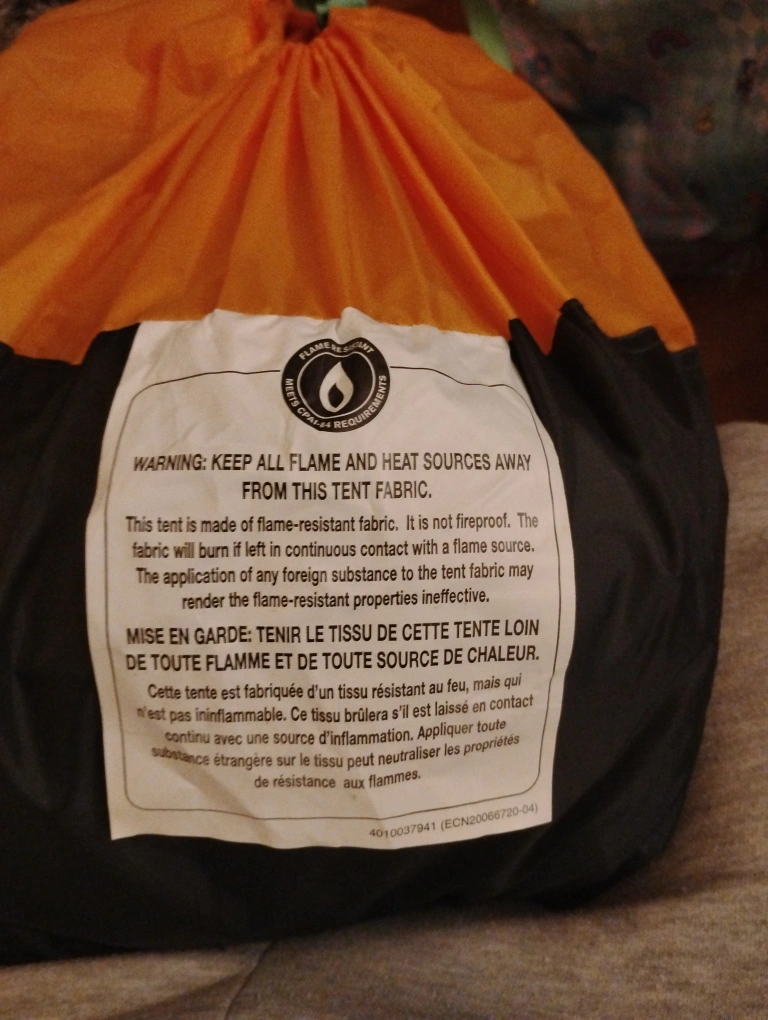 FLAME RESISTANT
MEETS CPAI-84 REQUIREMENTS
WARNING: KEEP ALL FLAME AND HEAT SOURCES AWAY
FROM THIS TENT FABRIC.
This tent is made of flame-resistant fabric. It is not fireproof. The
fabric will burn if left in continuous contact with a flame source.
The application of any foreign substance to the tent fabric may
render the flame-resistant properties ineffective.
MISE EN GARDE: TENIR LE TISSU DE CETTE TENTE LOIN
DE TOUTE FLAMME ET DE TOUTE SOURCE DE CHALEUR.
Cette tente est fabriquée d'un tissu résistant au feu, mais qui
n'est pas ininflammable. Ce tissu brûlera s'il est laissé en contact
continu avec une source d'inflammation. Appliquer toute
substance étrangère sur le tissu peut neutraliser les propriétés
de résistance aux flammes.
4010037941 (ECN20066720-04)